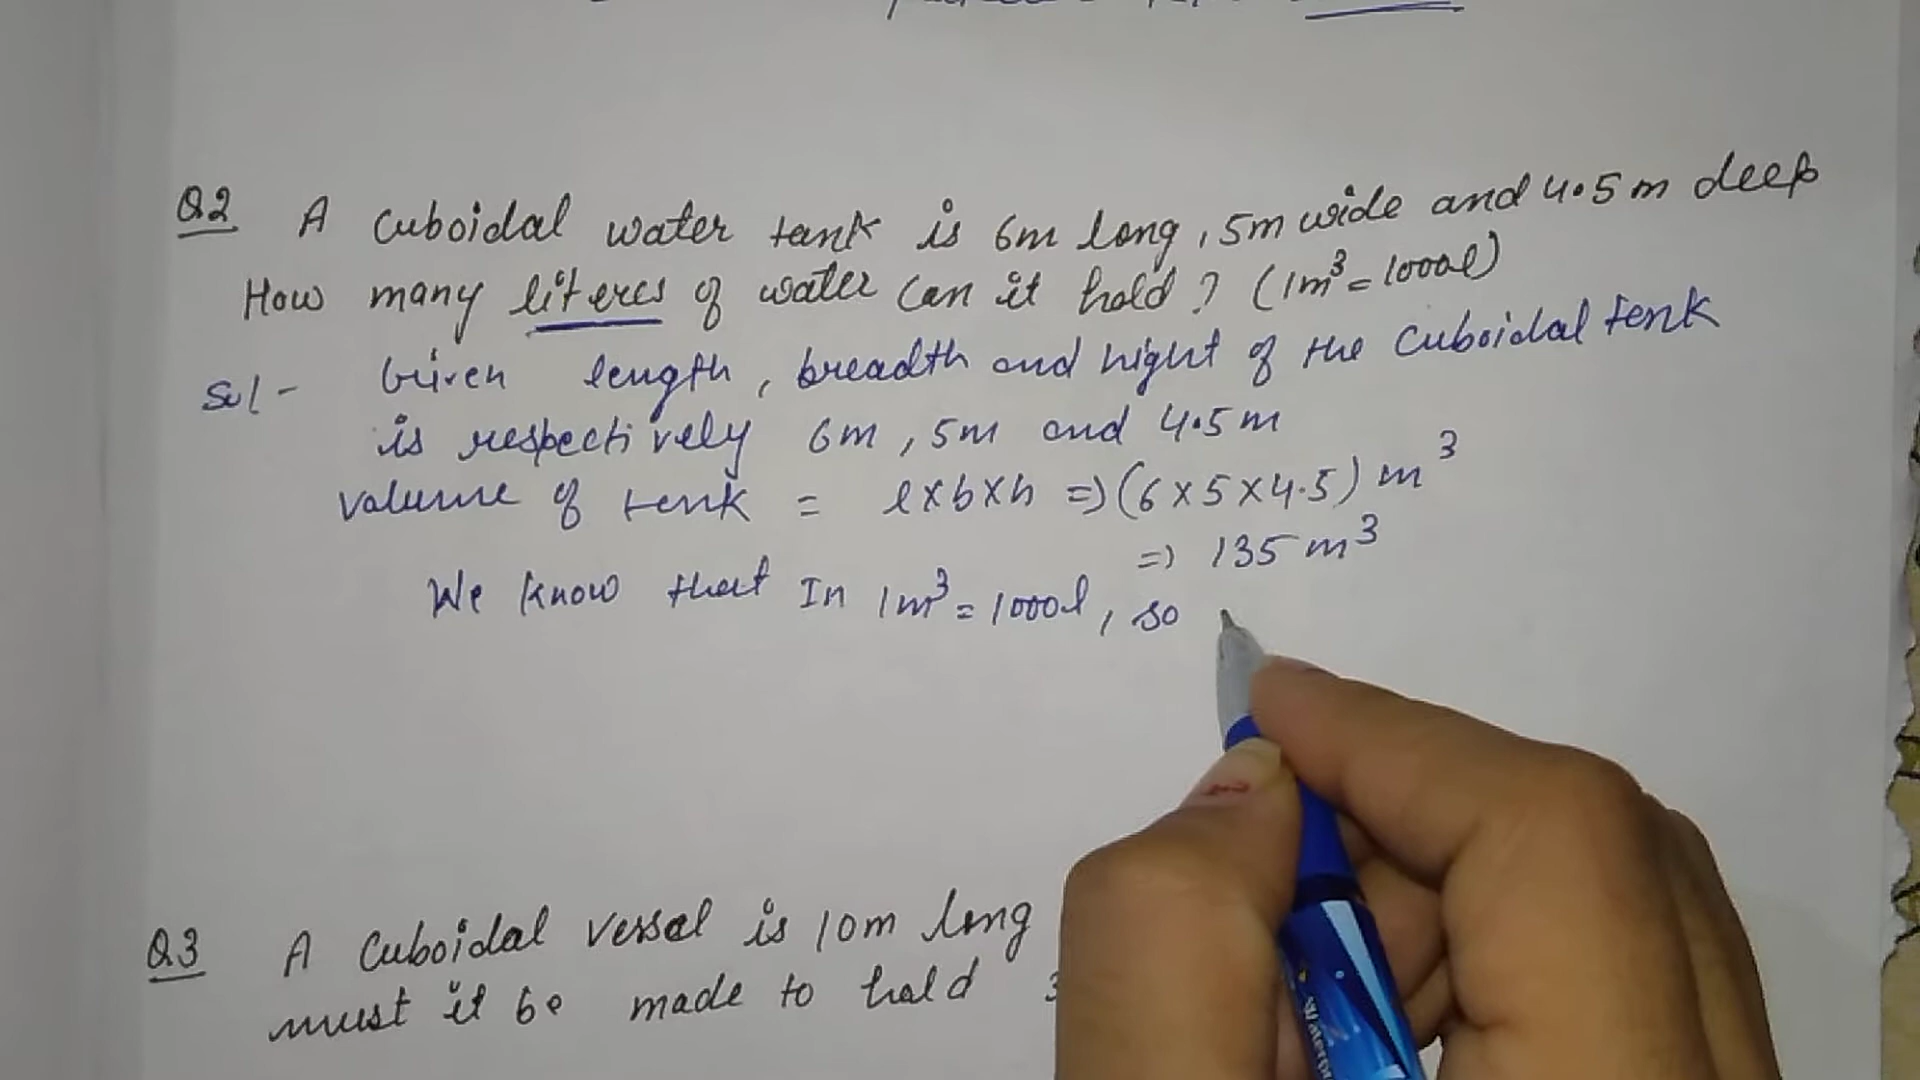 Q2 A Cuboidal water tank is 6m long, 5m wide and 4.5m deep
How many literes of water can it hold? (1m³=1000l)
Sol- Given length, breadth and hight of the cuboidal tenk
is respectively 6m, 5m and 4.5m
volume of tenk = l×b×h => (6×5×4.5) m³
=> 135 m³
We know that In 1m³=1000l, so
Q3 A Cuboidal vessel is 10m long
must it be made to hold